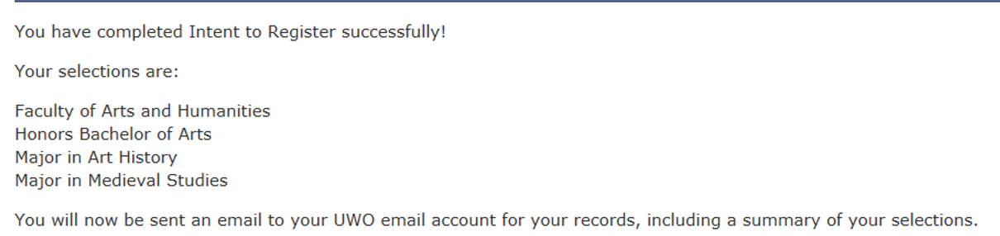 You have completed Intent to Register successfully!
Your selections are:
Faculty of Arts and Humanities
Honors Bachelor of Arts
Major in Art History
Major in Medieval Studies
You will now be sent an email to your UWO email account for your records, including a summary of your selections.